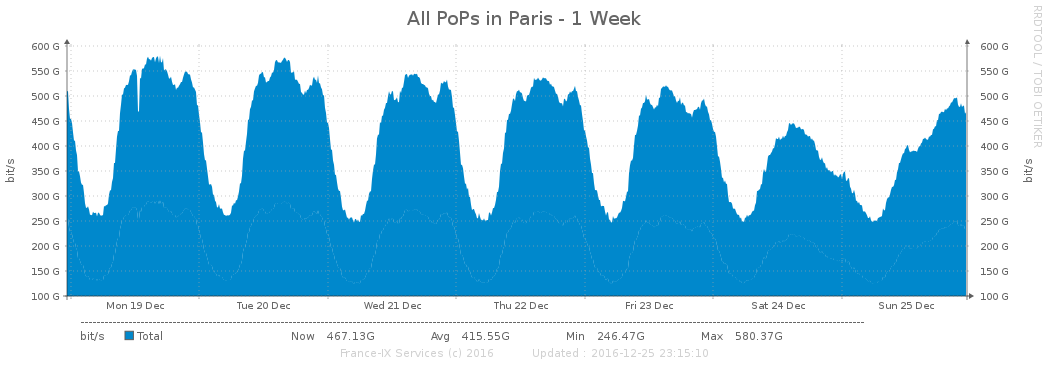 All PoPs in Paris - 1 Week
RRDTOOL / TOBI OETIKER
600 G 600 G
550 G 550 G
500 G 500 G
450 G 450 G
400 G 400 G
350 G 350 G
300 G 300 G
250 G 250 G
200 G 200 G
150 G 150 G
100 G 100 G
bit/s
bit/s
Mon 19 Dec Tue 20 Dec Wed 21 Dec Thu 22 Dec Fri 23 Dec Sat 24 Dec Sun 25 Dec
bit/s Total Now 467.13G Avg 415.55G Min 246.47G Max 580.37G
France-IX Services (c) 2016 Updated : 2016-12-25 23:15:10